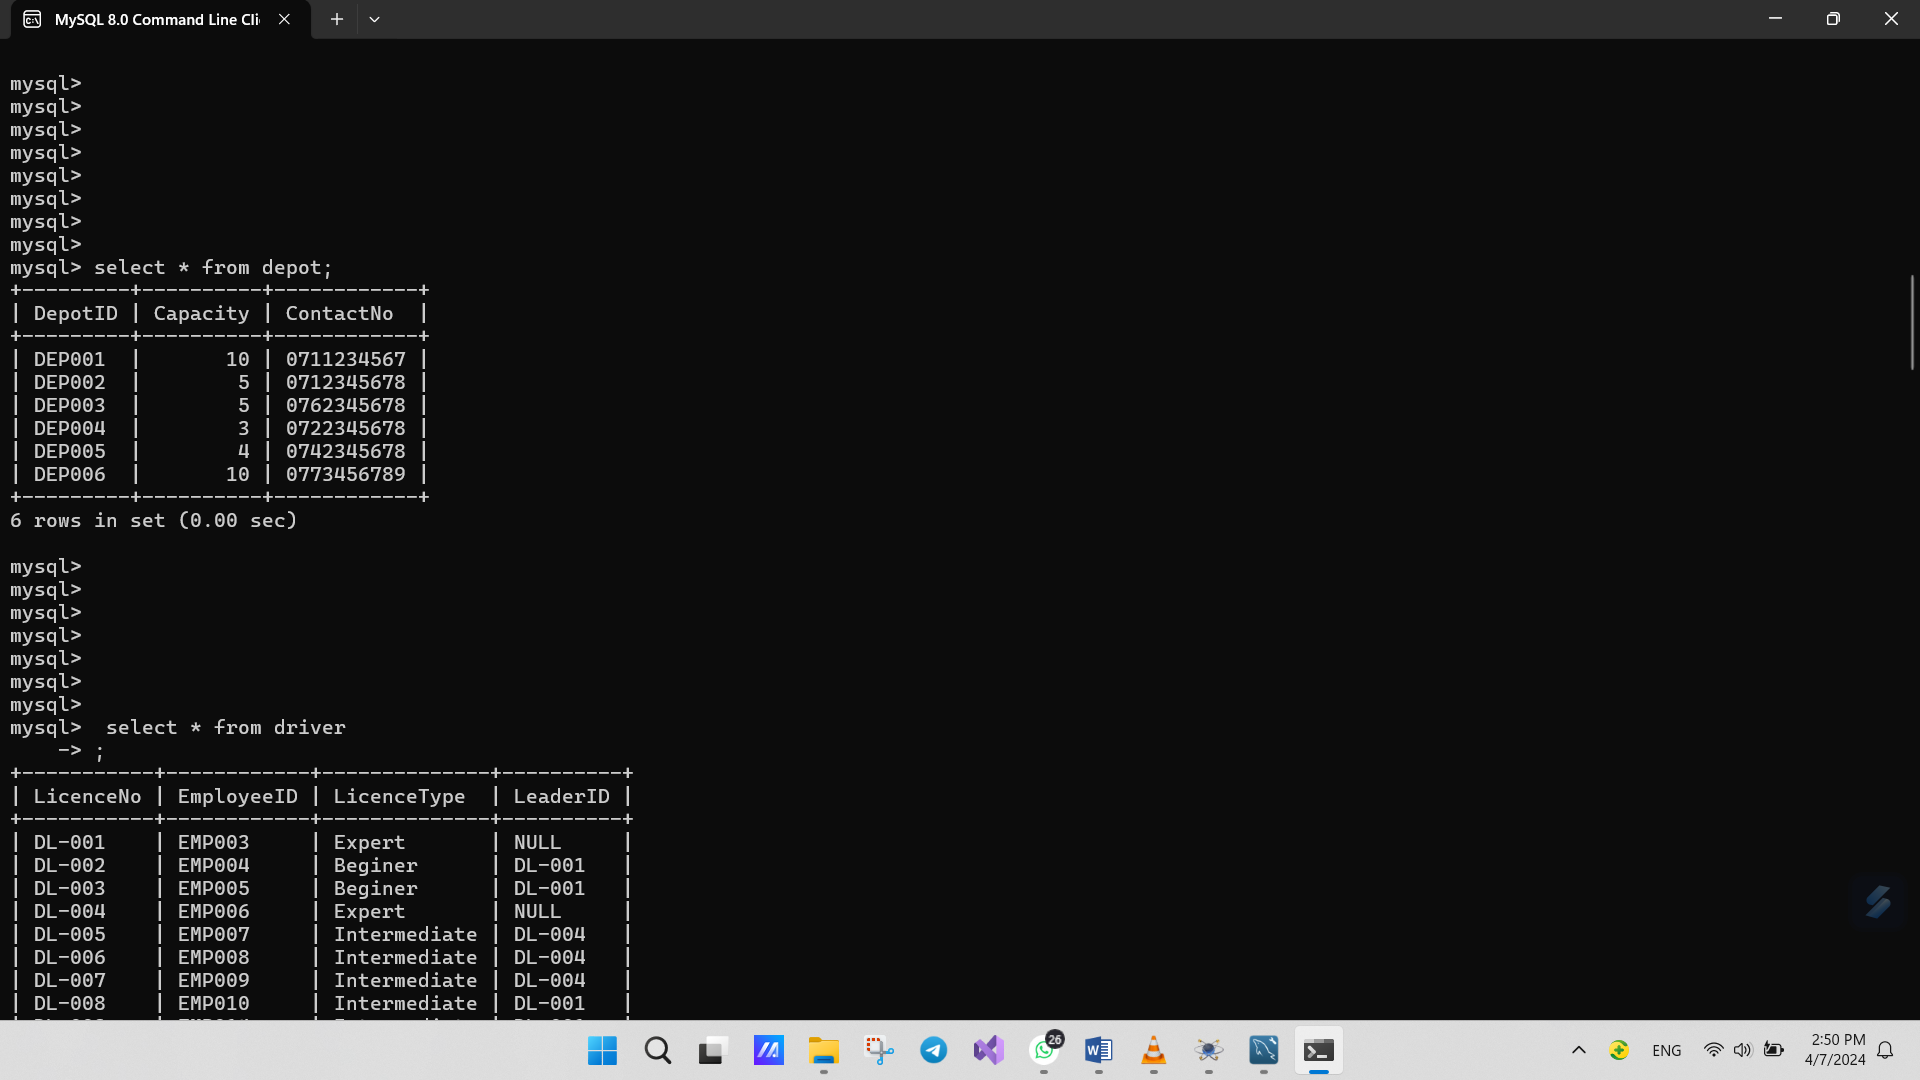 MySQL 8.0 Command Line Cli
mysql>
mysql>
mysql>
mysql>
mysql>
mysql>
mysql>
mysql>
mysql> select * from depot;
+---------+----------+------------+
| DepotID | Capacity | ContactNo  |
+---------+----------+------------+
| DEP001  |       10 | 0711234567 |
| DEP002  |        5 | 0712345678 |
| DEP003  |        5 | 0762345678 |
| DEP004  |        3 | 0722345678 |
| DEP005  |        4 | 0742345678 |
| DEP006  |       10 | 0773456789 |
+---------+----------+------------+
6 rows in set (0.00 sec)
mysql>
mysql>
mysql>
mysql>
mysql>
mysql>
mysql>
mysql>  select * from driver
    -> ;
+-----------+------------+--------------+----------+
| LicenceNo | EmployeeID | LicenceType  | LeaderID |
+-----------+------------+--------------+----------+
| DL-001    | EMP003     | Expert       | NULL     |
| DL-002    | EMP004     | Beginer      | DL-001   |
| DL-003    | EMP005     | Beginer      | DL-001   |
| DL-004    | EMP006     | Expert       | NULL     |
| DL-005    | EMP007     | Intermediate | DL-004   |
| DL-006    | EMP008     | Intermediate | DL-004   |
| DL-007    | EMP009     | Intermediate | DL-004   |
| DL-008    | EMP010     | Intermediate | DL-001   |
26
ENG
2:50 PM
4/7/2024